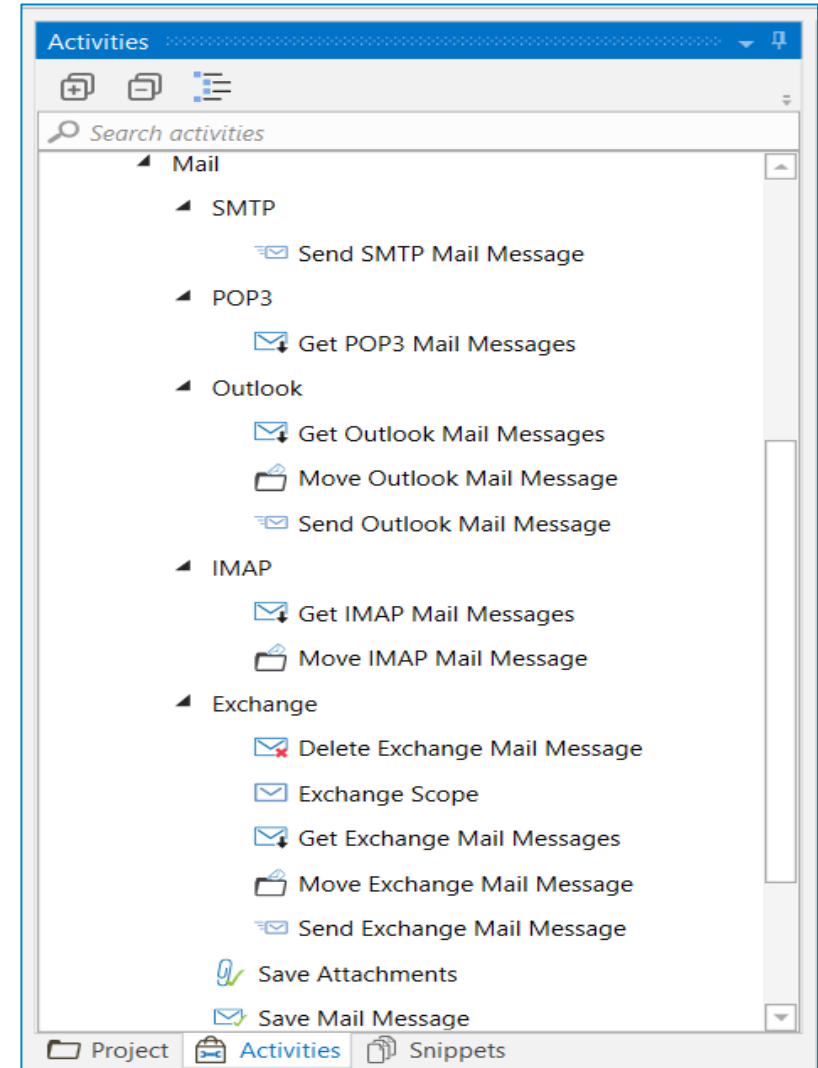 Activities
Search activities
Mail
SMTP
Send SMTP Mail Message
POP3
Get POP3 Mail Messages
Outlook
Get Outlook Mail Messages
Move Outlook Mail Message
Send Outlook Mail Message
IMAP
Get IMAP Mail Messages
Move IMAP Mail Message
Exchange
Delete Exchange Mail Message
Exchange Scope
Get Exchange Mail Messages
Move Exchange Mail Message
Send Exchange Mail Message
Save Attachments
Save Mail Message
Project Activities Snippets